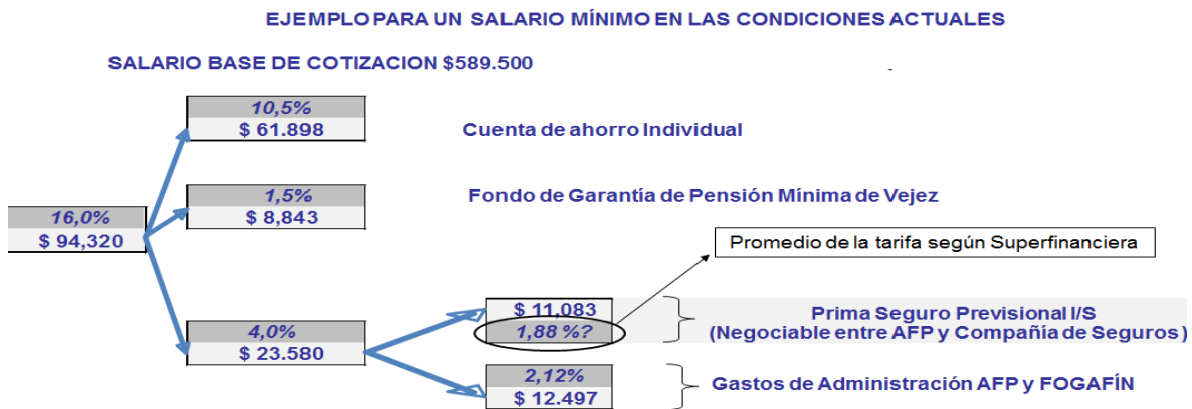 EJEMPLO PARA UN SALARIO MÍNIMO EN LAS CONDICIONES ACTUALES
SALARIO BASE DE COTIZACION $589.500
10,5%
$ 61.898
Cuenta de ahorro Individual
1,5%
$ 8,843
Fondo de Garantía de Pensión Mínima de Vejez
16,0%
$ 94,320
Promedio de la tarifa según Superfinanciera
4,0%
$ 23.580
$ 11,083
1,88 %?
Prima Seguro Previsional I/S
(Negociable entre AFP y Compañía de Seguros)
2,12%
$ 12.497
Gastos de Administración AFP y FOGAFÍN